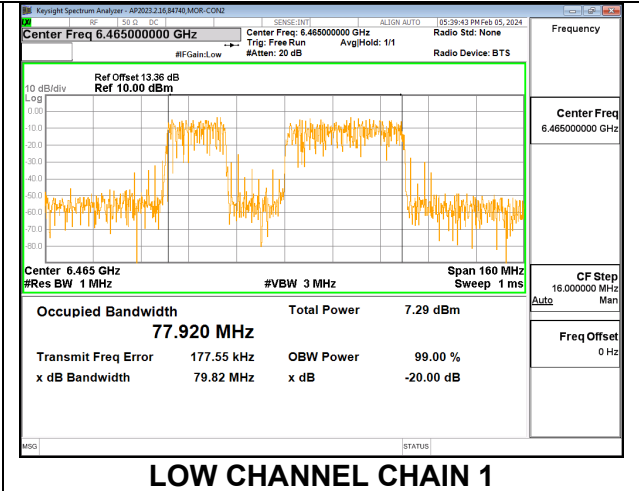 Keysight Spectrum Analyzer - AP2023.2.16,84740,MOR-CON2
RF 50 Ω DC SENSE:INT ALIGN AUTO 05:39:43 PM Feb 05, 2024
Center Freq 6.465000000 GHz Center Freq: 6.465000000 GHz Radio Std: None
Trig: Free Run Avg|Hold: 1/1
#IFGain:Low #Atten: 20 dB Radio Device: BTS
Frequency
Ref Offset 13.36 dB
10 dB/div Ref 10.00 dBm
Log
0.00
-10.0
-20.0
-30.0
-40.0
-50.0
-60.0
-70.0
-80.0
Center 6.465 GHz Span 160 MHz
#Res BW 1 MHz #VBW 3 MHz Sweep 1 ms
Center Freq
6.465000000 GHz
CF Step
16.000000 MHz
Auto Man
Freq Offset
0 Hz
Occupied Bandwidth Total Power 7.29 dBm
77.920 MHz
Transmit Freq Error 177.55 kHz OBW Power 99.00 %
x dB Bandwidth 79.82 MHz x dB -20.00 dB
MSG STATUS
LOW CHANNEL CHAIN 1